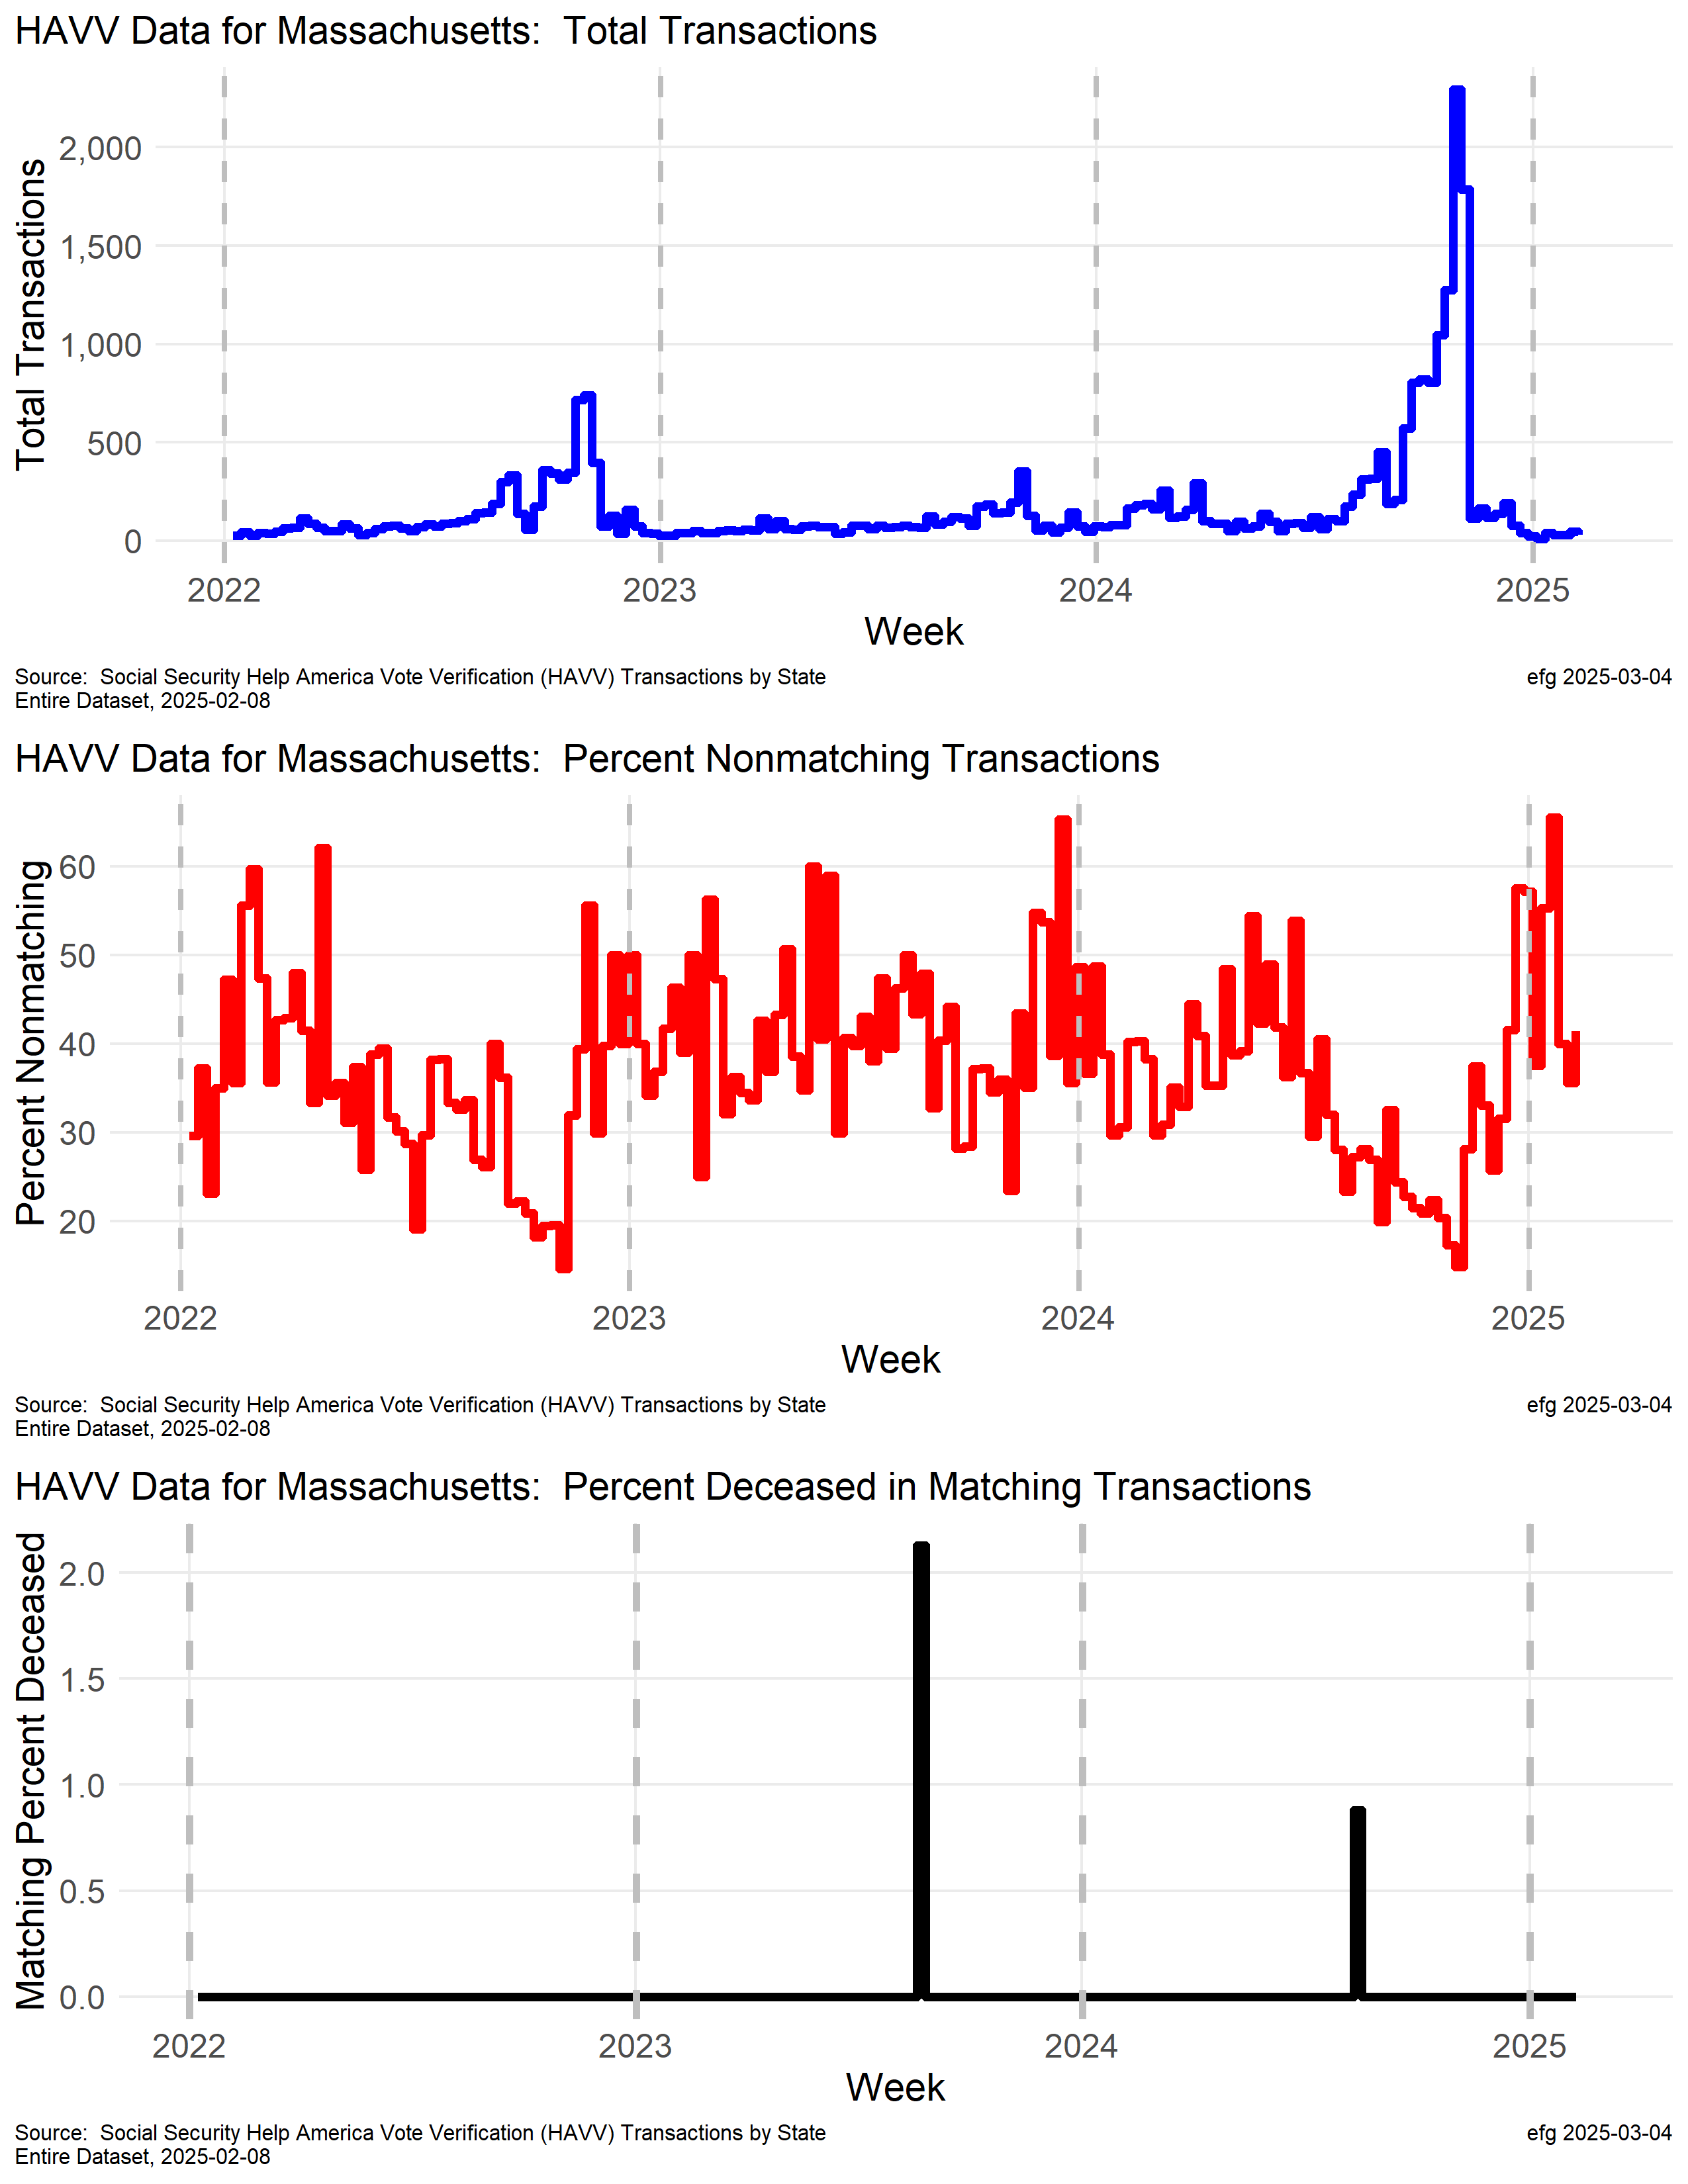 HAVV Data for Massachusetts:  Total Transactions
Total Transactions
2,000
1,500
1,000
500
0
2022 2023 2024 2025
Week
Source:  Social Security Help America Vote Verification (HAVV) Transactions by State efg 2025-03-04
Entire Dataset, 2025-02-08
HAVV Data for Massachusetts:  Percent Nonmatching Transactions
Percent Nonmatching
60
50
40
30
20
2022 2023 2024 2025
Week
Source:  Social Security Help America Vote Verification (HAVV) Transactions by State efg 2025-03-04
Entire Dataset, 2025-02-08
HAVV Data for Massachusetts:  Percent Deceased in Matching Transactions
Matching Percent Deceased
2.0
1.5
1.0
0.5
0.0
2022 2023 2024 2025
Week
Source:  Social Security Help America Vote Verification (HAVV) Transactions by State efg 2025-03-04
Entire Dataset, 2025-02-08